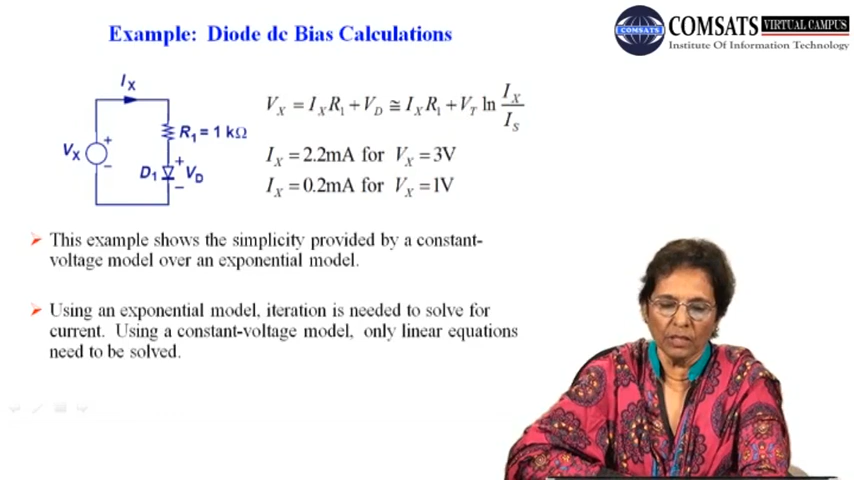 Example: Diode dc Bias Calculations
COMSATS
COMSATS VIRTUAL CAMPUS
Institute Of Information Technology
I_X
V_X = I_X R_1 + V_D ≅ I_X R_1 + V_T ln I_X / I_S
R_1 = 1 kΩ
V_X + −
D_1 + V_D −
I_X = 2.2mA for V_X = 3V
I_X = 0.2mA for V_X = 1V
➢ This example shows the simplicity provided by a constant-
voltage model over an exponential model.
➢ Using an exponential model, iteration is needed to solve for
current. Using a constant-voltage model, only linear equations
need to be solved.